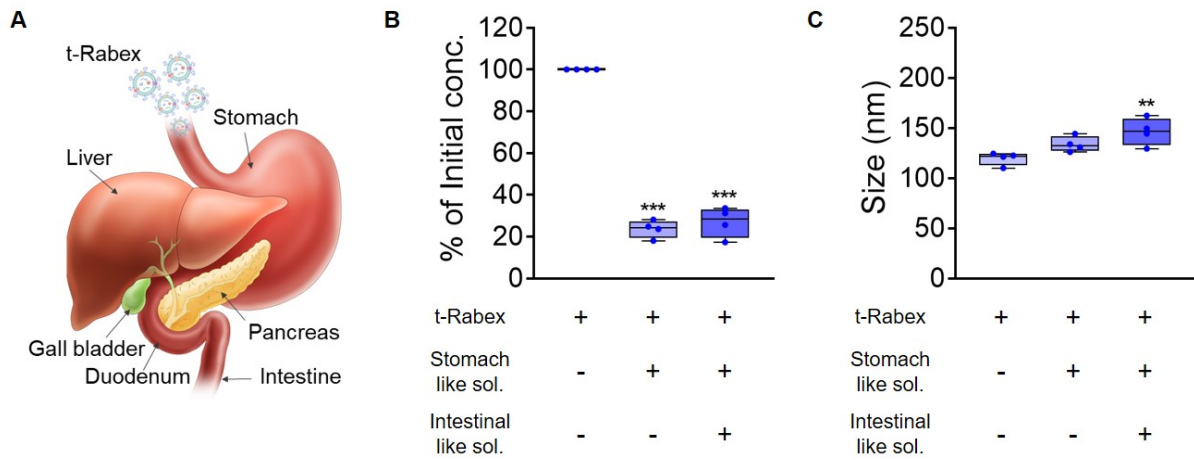 A
t-Rabex
Stomach
Liver
Gall bladder
Pancreas
Duodenum
Intestine
B
% of Initial conc.
120
100
80
60
40
20
0
***
***
t-Rabex + + +
Stomach
like sol. - + +
Intestinal
like sol. - - +
C
Size (nm)
250
200
150
100
50
0
**
t-Rabex + + +
Stomach
like sol. - + +
Intestinal
like sol. - - +